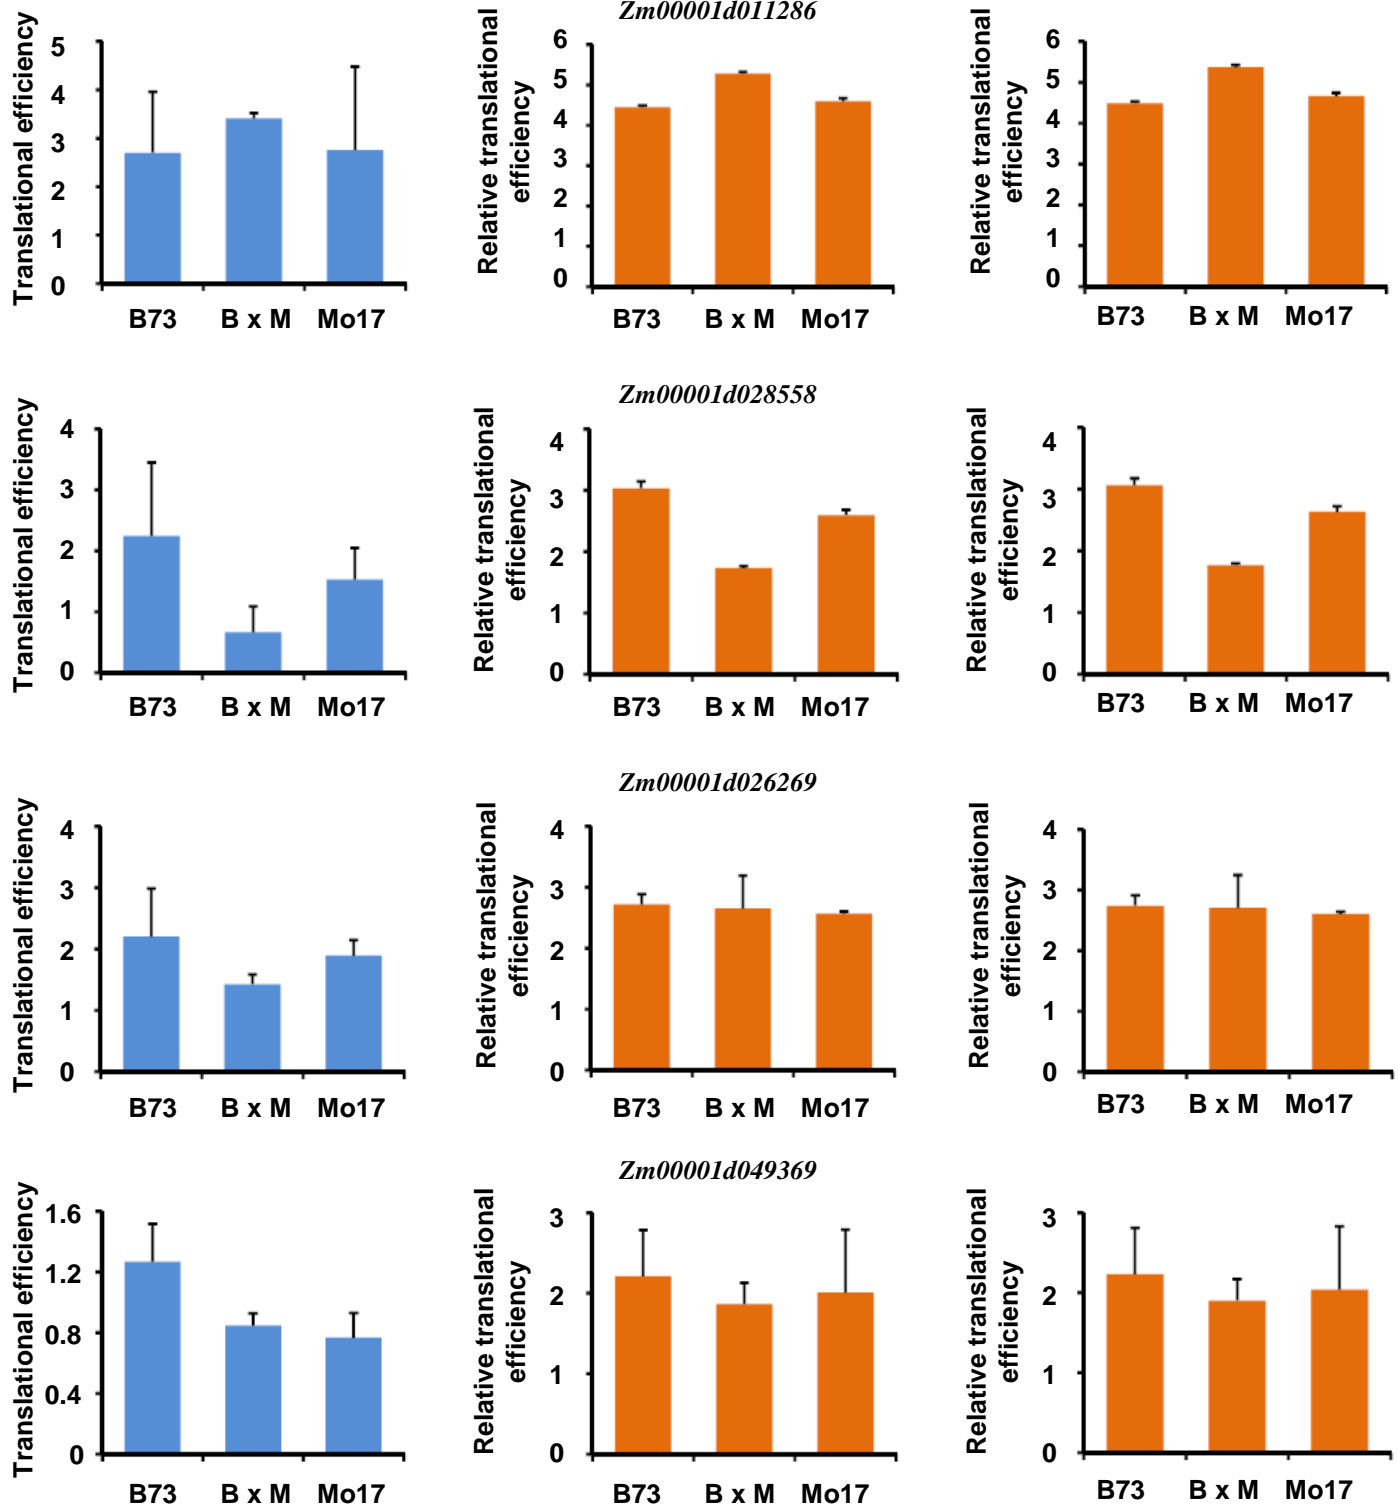 Zm00001d011286
Translational efficiency
5
4
3
2
1
0
B73 B x M Mo17
Relative translational
efficiency
6
5
4
3
2
1
0
B73 B x M Mo17
Relative translational
efficiency
6
5
4
3
2
1
0
B73 B x M Mo17
Zm00001d028558
Translational efficiency
4
3
2
1
0
B73 B x M Mo17
Relative translational
efficiency
4
3
2
1
0
B73 B x M Mo17
Relative translational
efficiency
4
3
2
1
0
B73 B x M Mo17
Zm00001d026269
Translational efficiency
4
3
2
1
0
B73 B x M Mo17
Relative translational
efficiency
4
3
2
1
0
B73 B x M Mo17
Relative translational
efficiency
4
3
2
1
0
B73 B x M Mo17
Zm00001d049369
Translational efficiency
1.6
1.2
0.8
0.4
0
B73 B x M Mo17
Relative translational
efficiency
3
2
1
0
B73 B x M Mo17
Relative translational
efficiency
3
2
1
0
B73 B x M Mo17